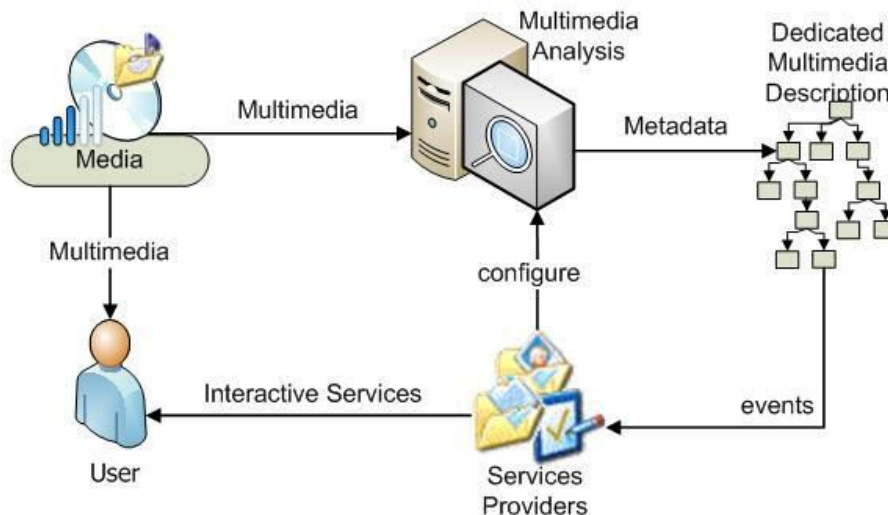 Multimedia
Analysis
Dedicated
Multimedia
Description
Multimedia
Metadata
Media
Multimedia
configure
Interactive Services
events
User
Services
Providers